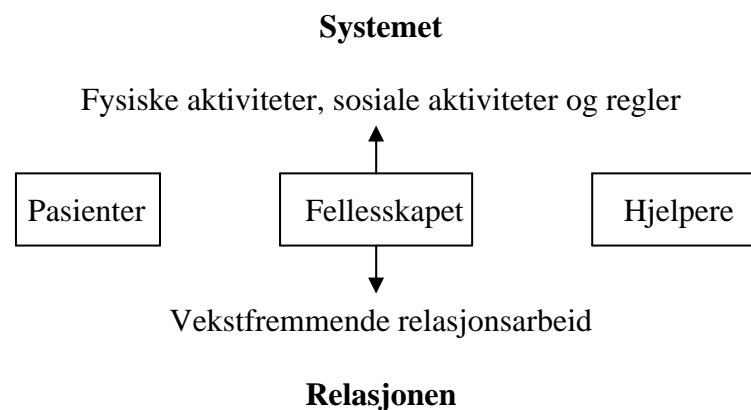 Systemet
Fysiske aktiviteter, sosiale aktiviteter og regler
Pasienter Fellesskapet Hjelpere
Vekstfremmende relasjonsarbeid
Relasjonen